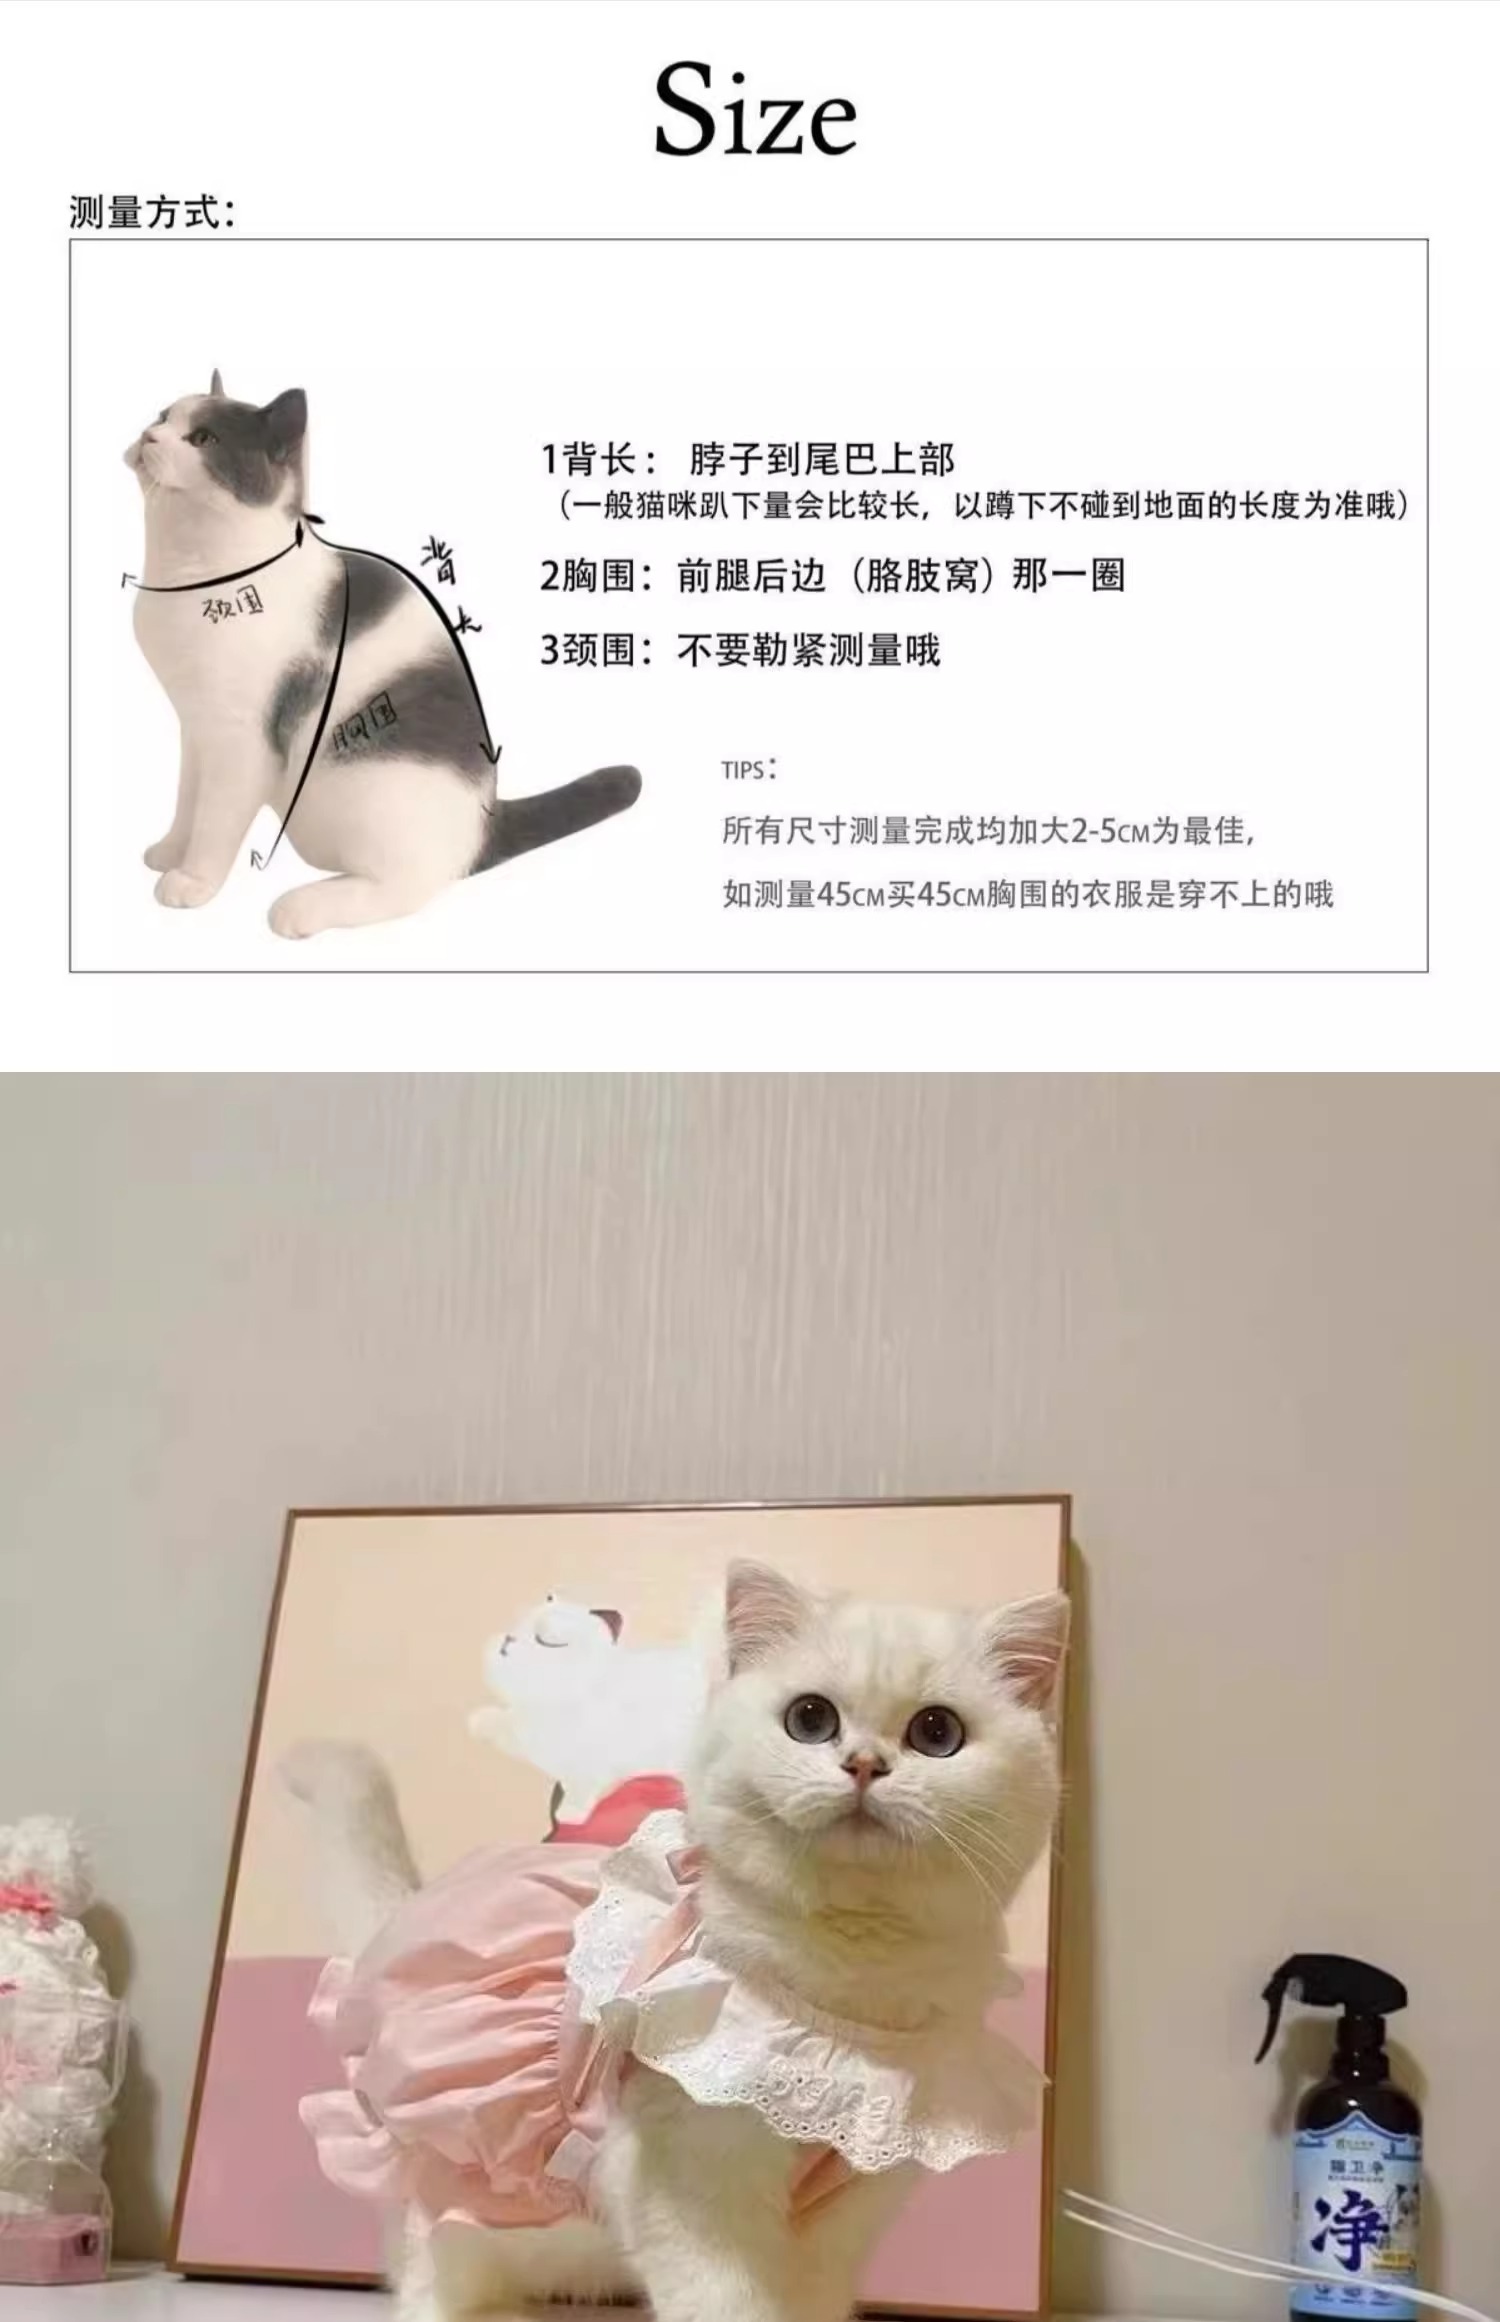 Size
测量方式：
1背长： 脖子到尾巴上部
（一般猫咪趴下量会比较长，以蹲下不碰到地面的长度为准哦）
2胸围：前腿后边（胳肢窝）那一圈
3颈围：不要勒紧测量哦
背长
颈围
胸围
TIPS：
所有尺寸测量完成均加大2-5CM为最佳，
如测量45CM买45CM胸围的衣服是穿不上的哦
猫卫净
净